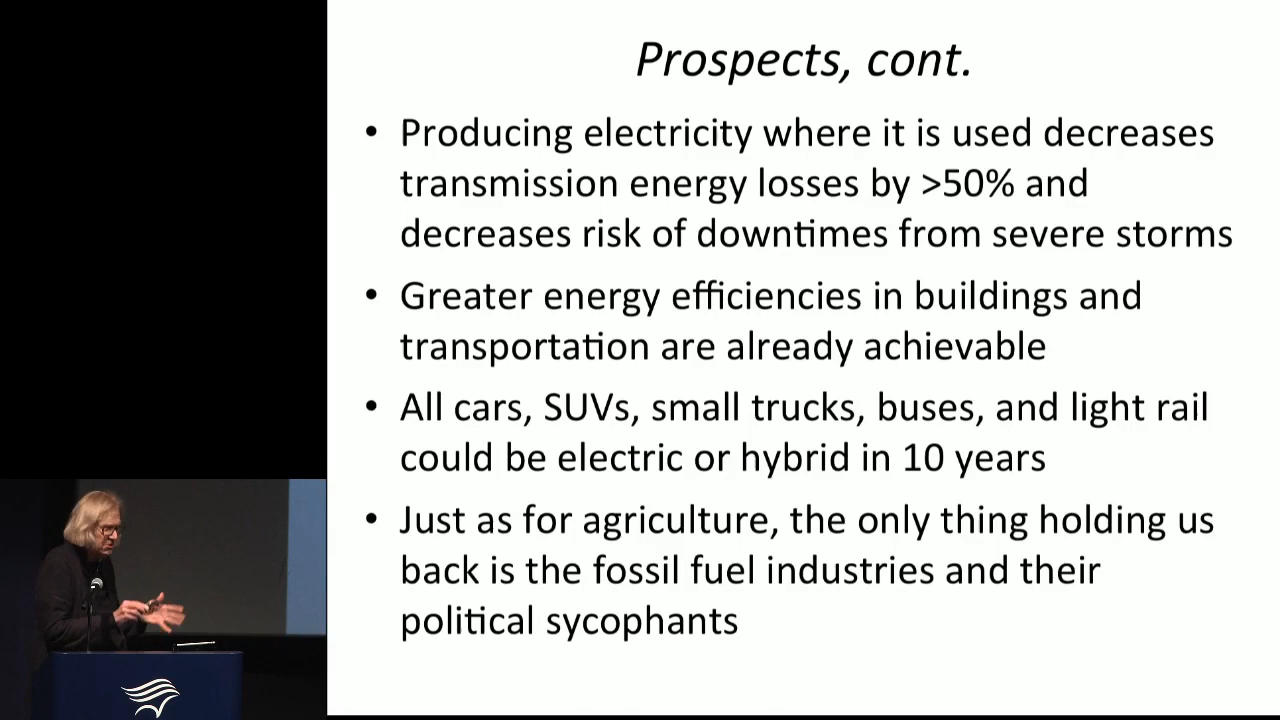 Prospects, cont.
• Producing electricity where it is used decreases
transmission energy losses by >50% and
decreases risk of downtimes from severe storms
• Greater energy efficiencies in buildings and
transportation are already achievable
• All cars, SUVs, small trucks, buses, and light rail
could be electric or hybrid in 10 years
• Just as for agriculture, the only thing holding us
back is the fossil fuel industries and their
political sycophants